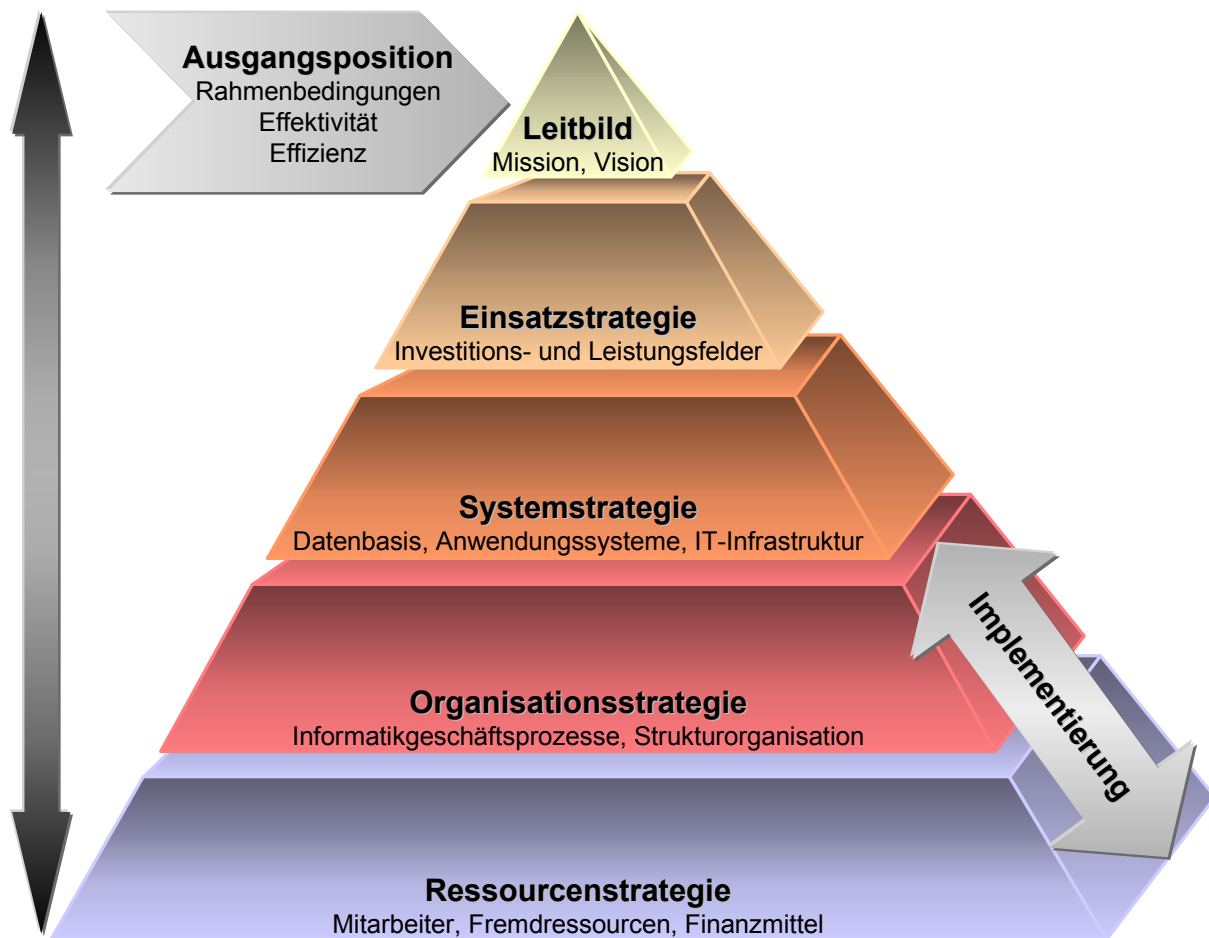 Ausgangsposition
Rahmenbedingungen
Effektivität
Effizienz
Leitbild
Mission, Vision
Einsatzstrategie
Investitions- und Leistungsfelder
Systemstrategie
Datenbasis, Anwendungssysteme, IT-Infrastruktur
Implementierung
Organisationsstrategie
Informatikgeschäftsprozesse, Strukturorganisation
Ressourcenstrategie
Mitarbeiter, Fremdressourcen, Finanzmittel